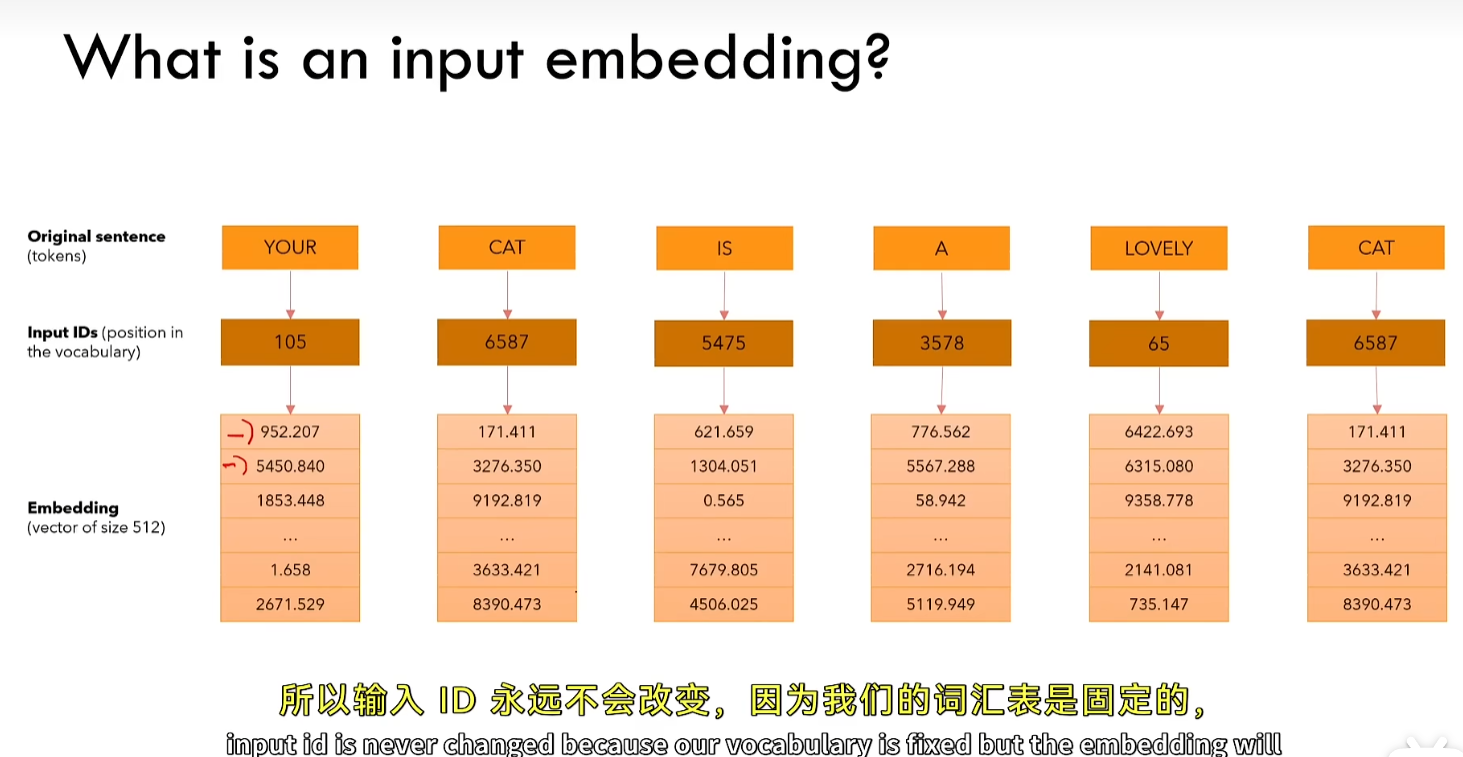 What is an input embedding?
Original sentence
(tokens)
YOUR
CAT
IS
A
LOVELY
CAT
Input IDs (position in
the vocabulary)
105
6587
5475
3578
65
6587
Embedding
(vector of size 512)
952.207
171.411
621.659
776.562
6422.693
171.411
5450.840
3276.350
1304.051
5567.288
6315.080
3276.350
1853.448
9192.819
0.565
58.942
9358.778
9192.819
...
...
...
...
...
...
1.658
3633.421
7679.805
2716.194
2141.081
3633.421
2671.529
8390.473
4506.025
5119.949
735.147
8390.473
所以输入 ID 永远不会改变，因为我们的词汇表是固定的，
input id is never changed because our vocabulary is fixed but the embedding will